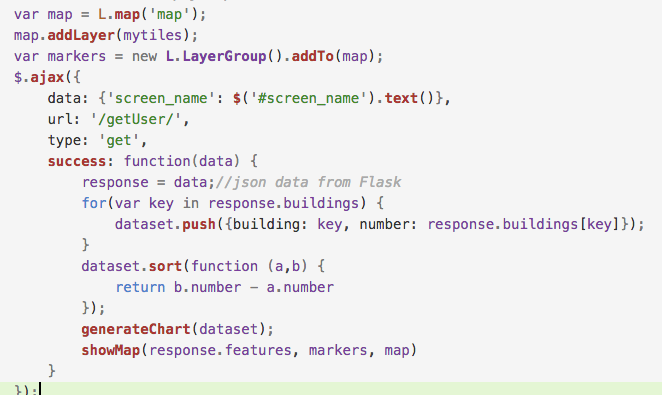 var map = L.map('map');
map.addLayer(mytiles);
var markers = new L.LayerGroup().addTo(map);
$.ajax({
    data: {'screen_name': $('#screen_name').text()},
    url: '/getUser/',
    type: 'get',
    success: function(data) {
        response = data;//json data from Flask
        for(var key in response.buildings) {
            dataset.push({building: key, number: response.buildings[key]});
        }
        dataset.sort(function (a,b) {
            return b.number - a.number
        });
        generateChart(dataset);
        showMap(response.features, markers, map)
    }
});